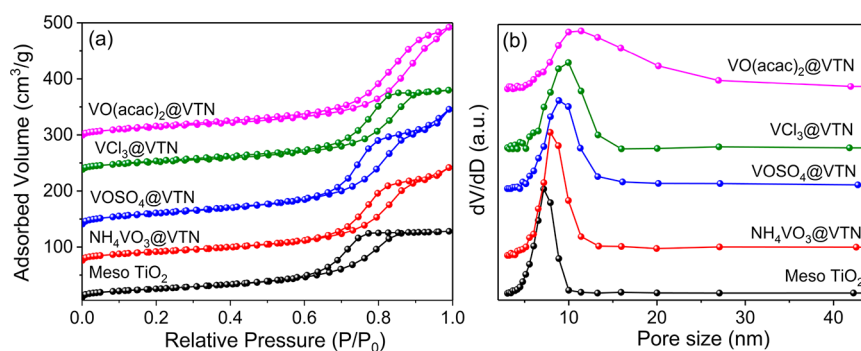 (a)
500
400
300
200
100
Adsorbed Volume (cm³/g)
VO(acac)₂@VTN
VCl₃@VTN
VOSO₄@VTN
NH₄VO₃@VTN
Meso TiO₂
0.0 0.2 0.4 0.6 0.8 1.0
Relative Pressure (P/P₀)
(b)
dV/dD (a.u.)
VO(acac)₂@VTN
VCl₃@VTN
VOSO₄@VTN
NH₄VO₃@VTN
Meso TiO₂
0 10 20 30 40
Pore size (nm)